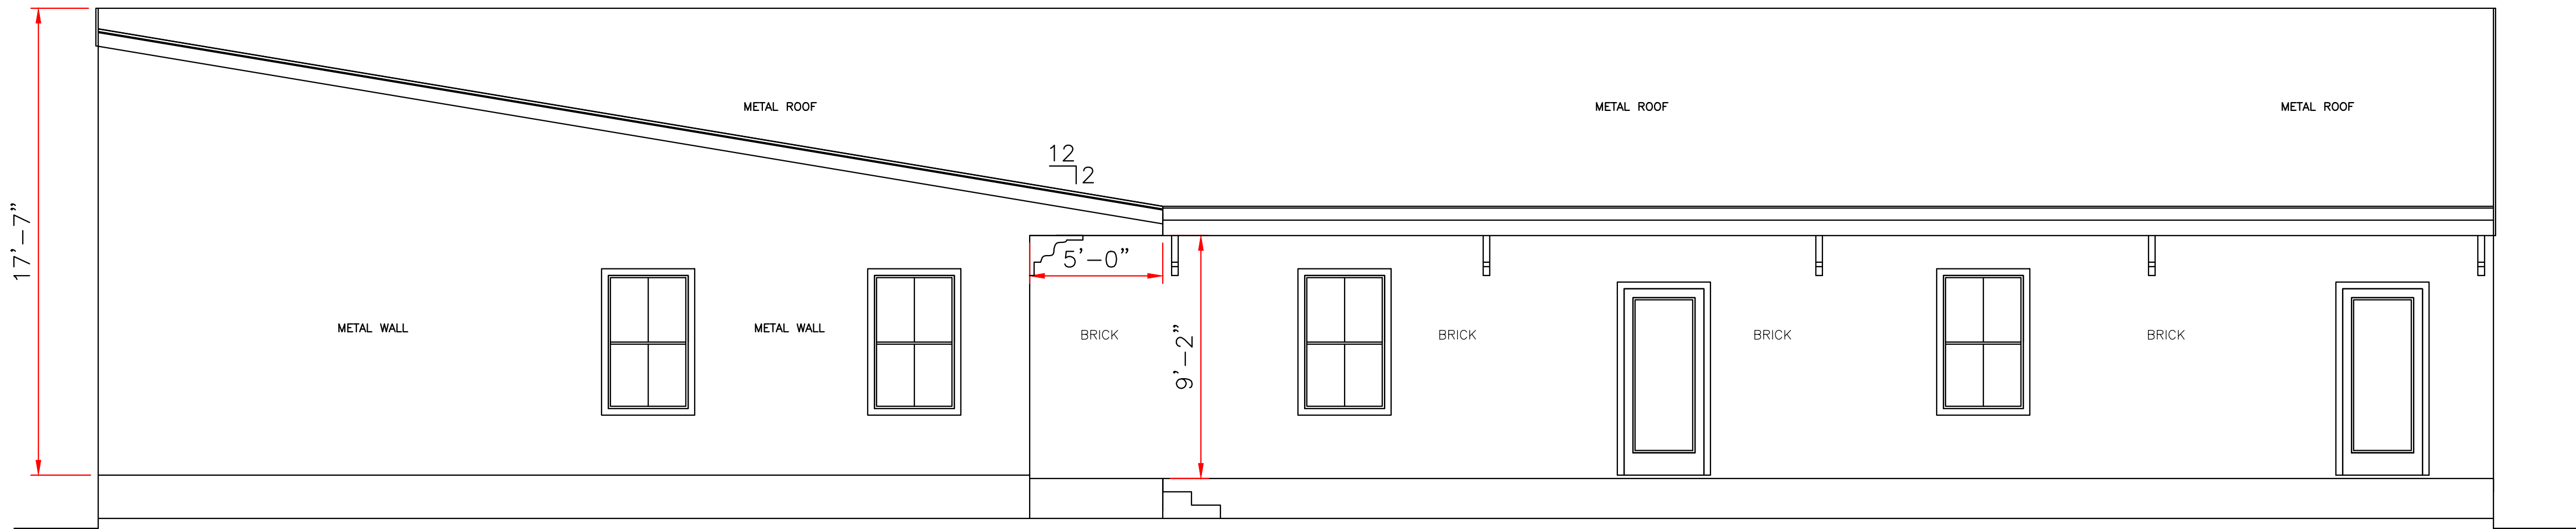 METAL ROOF
METAL ROOF
METAL ROOF
12
2
17'-7"
5'-0"
METAL WALL
METAL WALL
BRICK
9'-2"
BRICK
BRICK
BRICK